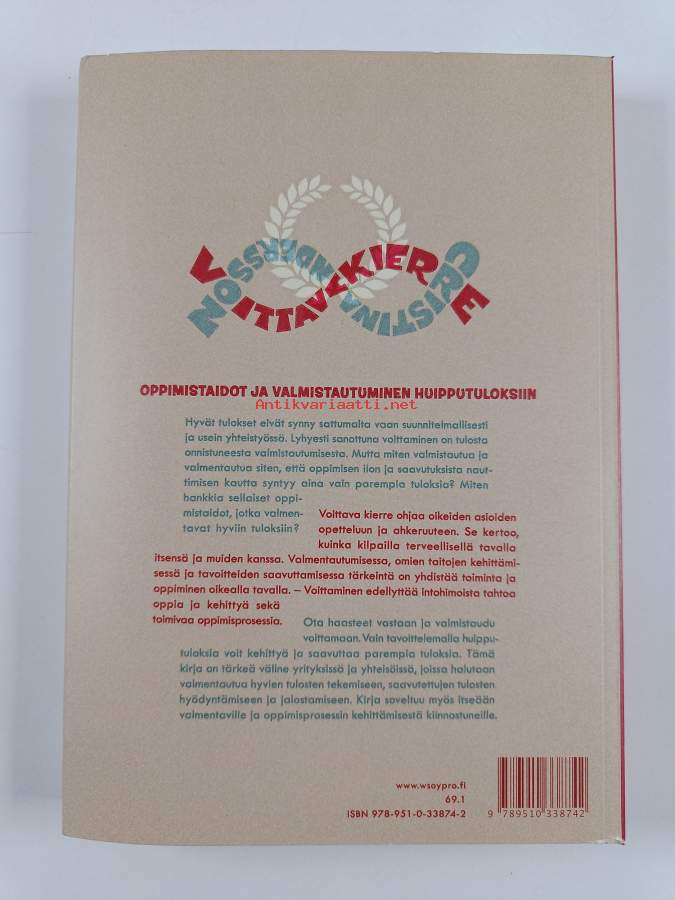 VOITTAVA KIERRE
CRISTINA ANDERSSON
OPPIMISTAIDOT JA VALMISTAUTUMINEN HUIPPUTULOKSIIN
Antikvariaatti.net
Hyvät tulokset eivät synny sattumalta vaan suunnitelmallisesti
ja usein yhteistyössä. Lyhyesti sanottuna voittaminen on tulosta
onnistuneesta valmistautumisesta. Mutta miten valmistautua ja
valmentautua siten, että oppimisen ilon ja saavutuksista naut-
timisen kautta syntyy aina vain parempia tuloksia? Miten
hankkia sellaiset oppi-
mistaidot, jotka valmen-
tavat hyviin tuloksiin?
Voittava kierre ohjaa oikeiden asioiden
opetteluun ja ahkeruuteen. Se kertoo,
kuinka kilpailla terveellisellä tavalla
itsensä ja muiden kanssa. Valmentautumisessa, omien taitojen kehittämi-
sessä ja tavoitteiden saavuttamisessa tärkeintä on yhdistää toiminta ja
oppiminen oikealla tavalla. – Voittaminen edellyttää intohimoista tahtoa
oppia ja kehittyä sekä
toimivaa oppimisprosessia.
Ota haasteet vastaan ja valmistaudu
voittamaan. Vain tavoittelemalla huippu-
tuloksia voit kehittyä ja saavuttaa parempia tuloksia. Tämä
kirja on tärkeä väline yrityksissä ja yhteisöissä, joissa halutaan
valmentautua hyvien tulosten tekemiseen, saavutettujen tulosten
hyödyntämiseen ja jalostamiseen. Kirja soveltuu myös itseään
valmentaville ja oppimisprosessin kehittämisestä kiinnostuneille.
www.wsoypro.fi
69.1
ISBN 978-951-0-33874-2
9 789510 338742